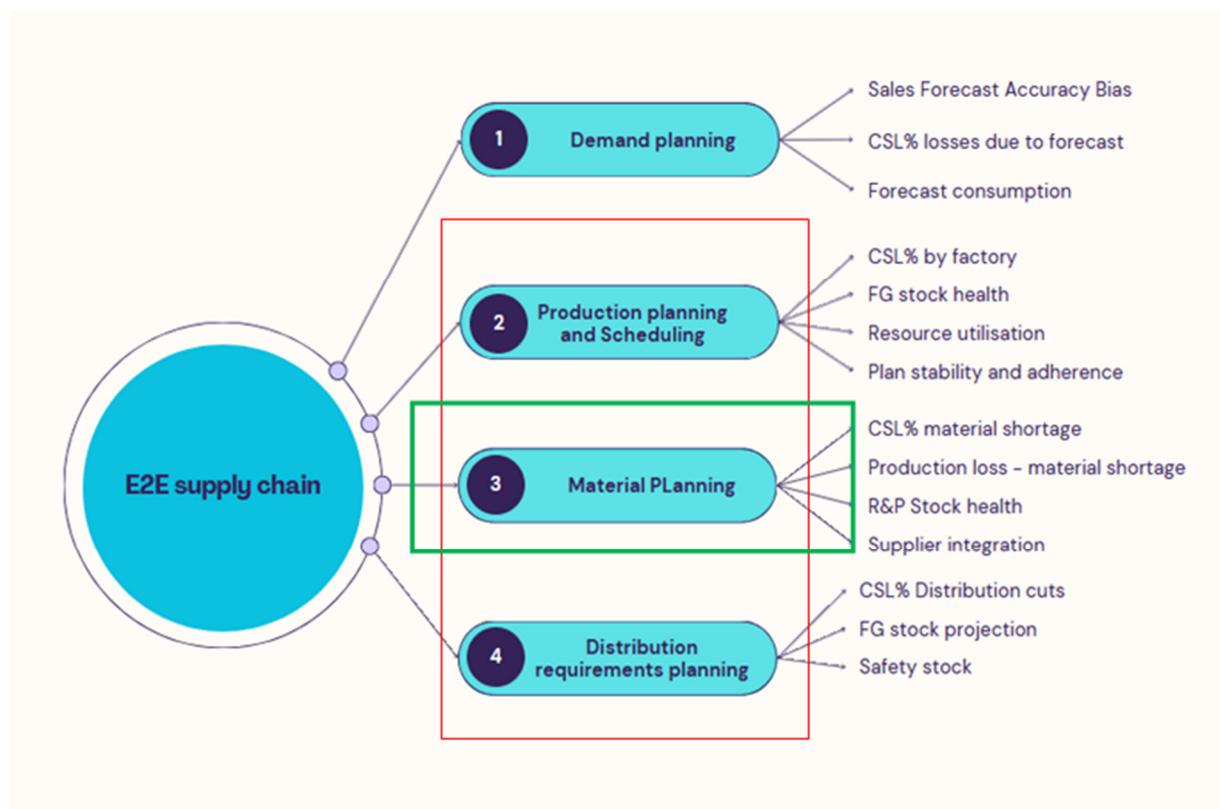 E2E supply chain
1
Demand planning
Sales Forecast Accuracy Bias
CSL% losses due to forecast
Forecast consumption
2
Production planning
and Scheduling
CSL% by factory
FG stock health
Resource utilisation
Plan stability and adherence
3
Material PLanning
CSL% material shortage
Production loss - material shortage
R&P Stock health
Supplier integration
4
Distribution
requirements planning
CSL% Distribution cuts
FG stock projection
Safety stock